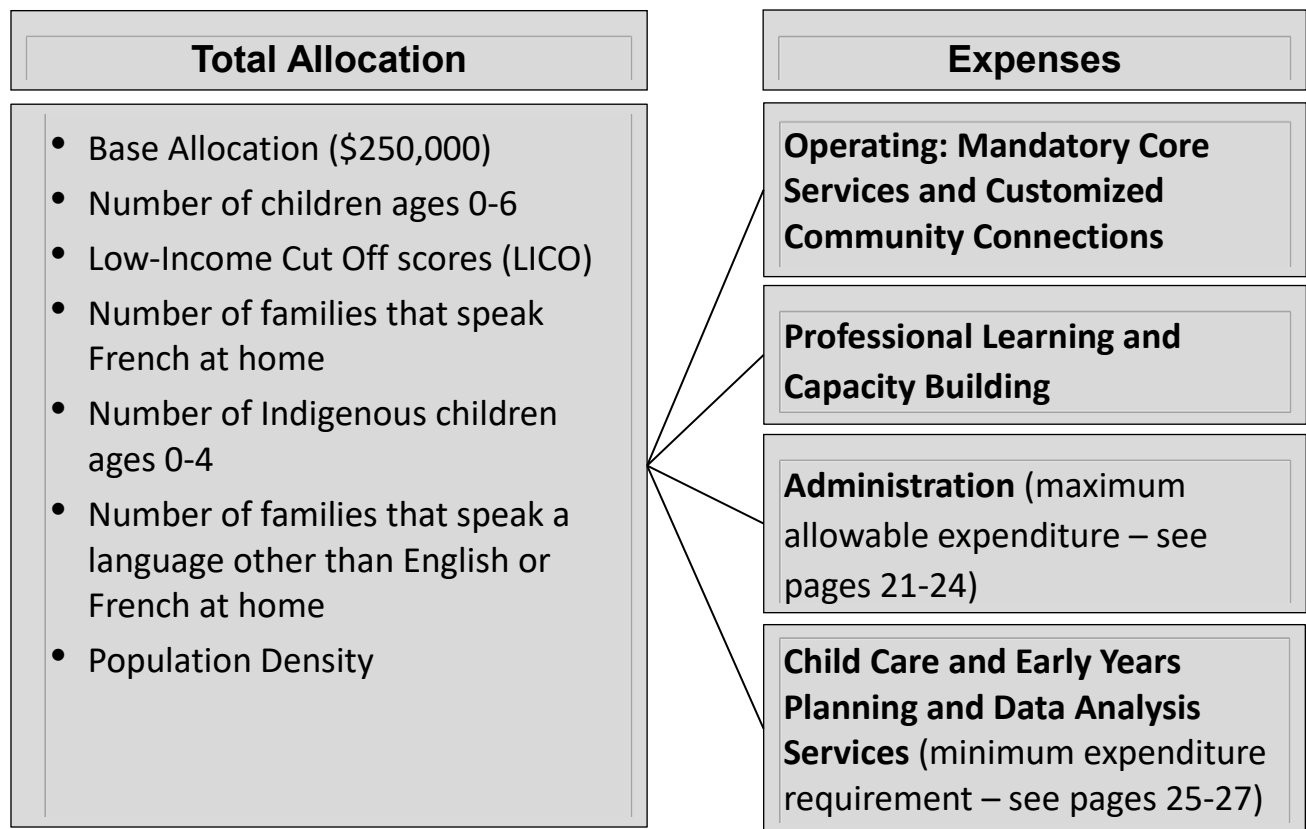 Total Allocation
• Base Allocation ($250,000)
• Number of children ages 0-6
• Low-Income Cut Off scores (LICO)
• Number of families that speak
French at home
• Number of Indigenous children
ages 0-4
• Number of families that speak a
language other than English or
French at home
• Population Density
Expenses
Operating: Mandatory Core
Services and Customized
Community Connections
Professional Learning and
Capacity Building
Administration (maximum
allowable expenditure – see
pages 21-24)
Child Care and Early Years
Planning and Data Analysis
Services (minimum expenditure
requirement – see pages 25-27)